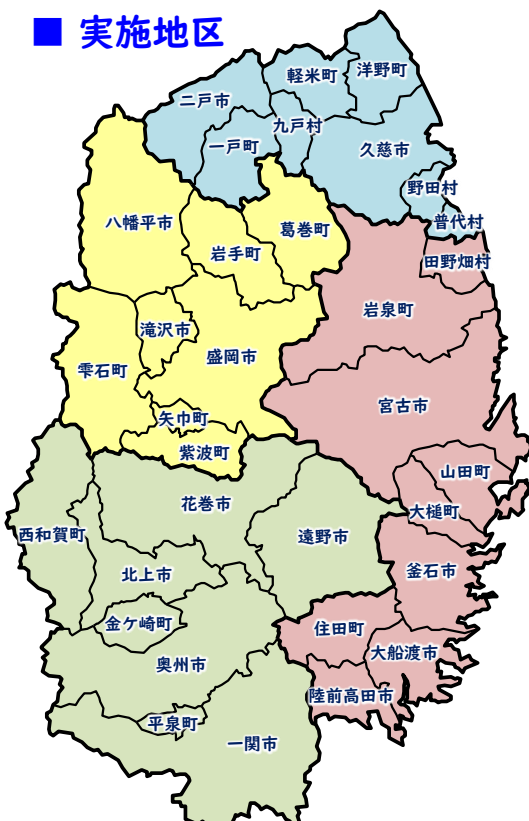 ■ 実施地区
洋野町
軽米町
二戸市
九戸村
一戸町
久慈市
野田村
普代村
八幡平市
葛巻町
岩手町
田野畑村
岩泉町
滝沢市
盛岡市
雫石町
宮古市
矢巾町
紫波町
山田町
花巻市
大槌町
西和賀町
遠野市
釜石市
北上市
金ケ崎町
住田町
大船渡市
奥州市
陸前高田市
平泉町
一関市